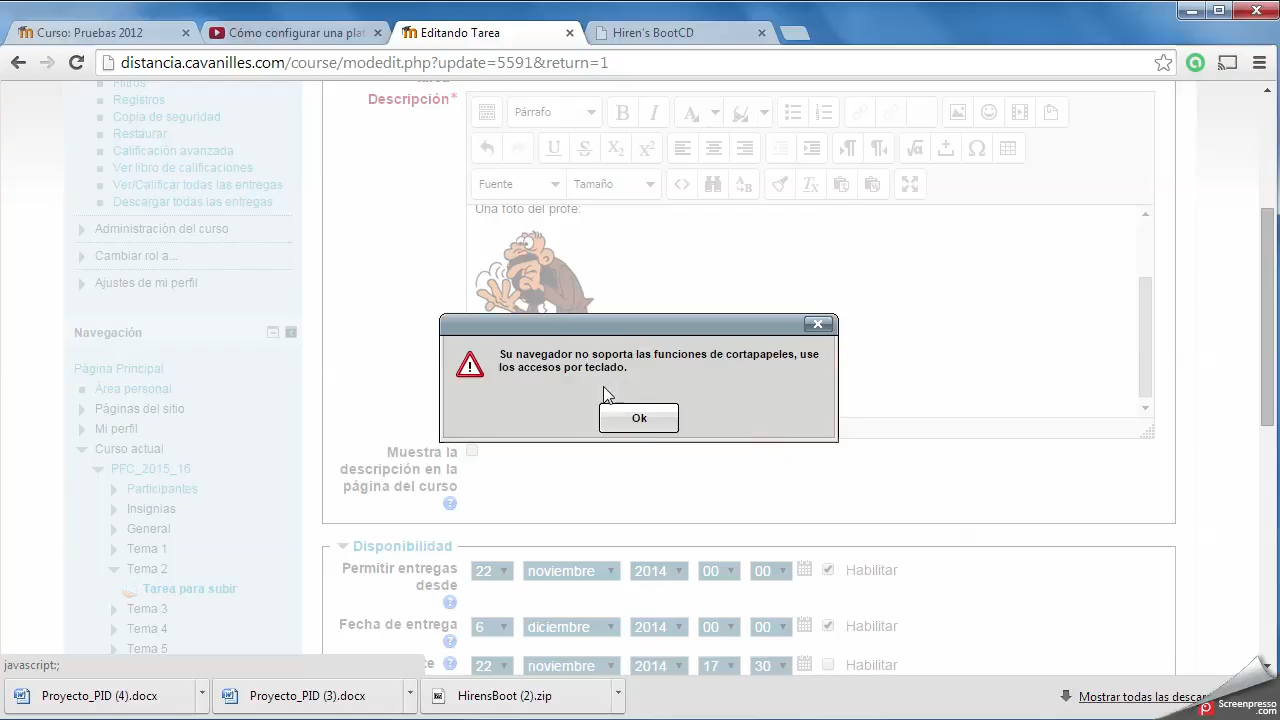 Curso: Pruebas 2012
Cómo configurar una plat
Editando Tarea
Hiren's BootCD
distancia.cavanilles.com/course/modedit.php?update=5591&return=1
Filtros
Registros
Copia de seguridad
Restaurar
Calificación avanzada
Ver libro de calificaciones
Ver/Calificar todas las entregas
Descargar todas las entregas
Administración del curso
Cambiar rol a...
Ajustes de mi perfil
Navegación
Página Principal
Área personal
Páginas del sitio
Mi perfil
Curso actual
PFC_2015_16
Participantes
Insignias
General
Tema 1
Tema 2
Tarea para subir
Tema 3
Tema 4
Tema 5
javascript:;
Descripción*
Párrafo
Fuente
Tamaño
Una foto del profe:
Su navegador no soporta las funciones de cortapapeles, use
los accesos por teclado.
Ok
Muestra la
descripción en la
página del curso
Disponibilidad
Permitir entregas
desde
22 noviembre 2014 00 00 Habilitar
Fecha de entrega
6 diciembre 2014 00 00 Habilitar
22 noviembre 2014 17 30 Habilitar
Proyecto_PID (4).docx
Proyecto_PID (3).docx
HirensBoot (2).zip
Mostrar todas las
Screenpresso
.com